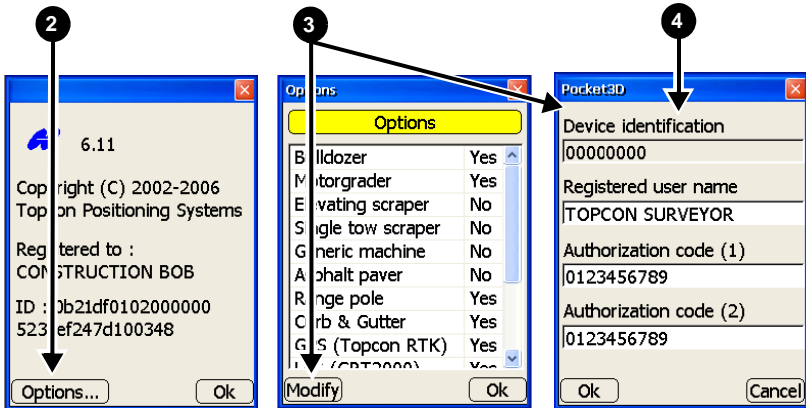 2
3
4
6.11
Copyright (C) 2002-2006
Topcon Positioning Systems
Registered to :
CONSTRUCTION BOB
ID : 0b21df0102000000
Options...
Ok
Options
Options
Bulldozer Yes
Motorgrader Yes
Elevating scraper No
Single tow scraper No
Generic machine No
Asphalt paver No
Range pole Yes
Curb & Gutter Yes
GPS (Topcon RTK) Yes
Yes
Modify
Ok
Pocket3D
Device identification
00000000
Registered user name
TOPCON SURVEYOR
Authorization code (1)
0123456789
Authorization code (2)
0123456789
Ok
Cancel